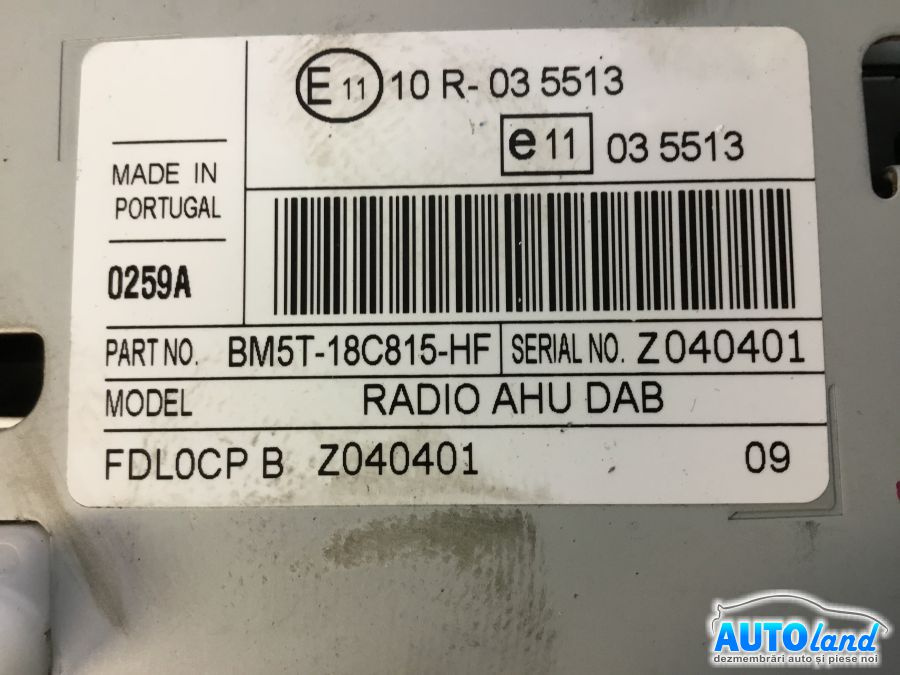 E 11 10 R- 03 5513
e 11 03 5513
MADE IN
PORTUGAL
0259A
PART NO. BM5T-18C815-HF SERIAL NO. Z040401
MODEL RADIO AHU DAB
FDL0CP B Z040401 09
AUTOland
dezmembrări auto și piese noi